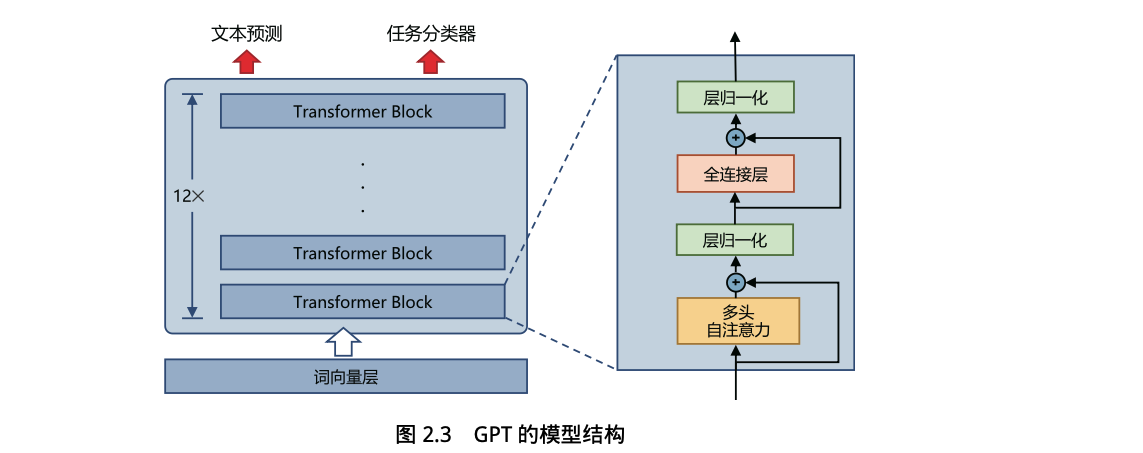 文本预测
任务分类器
Transformer Block
12×
Transformer Block
Transformer Block
词向量层
层归一化
+
全连接层
层归一化
+
多头
自注意力
图 2.3 GPT 的模型结构